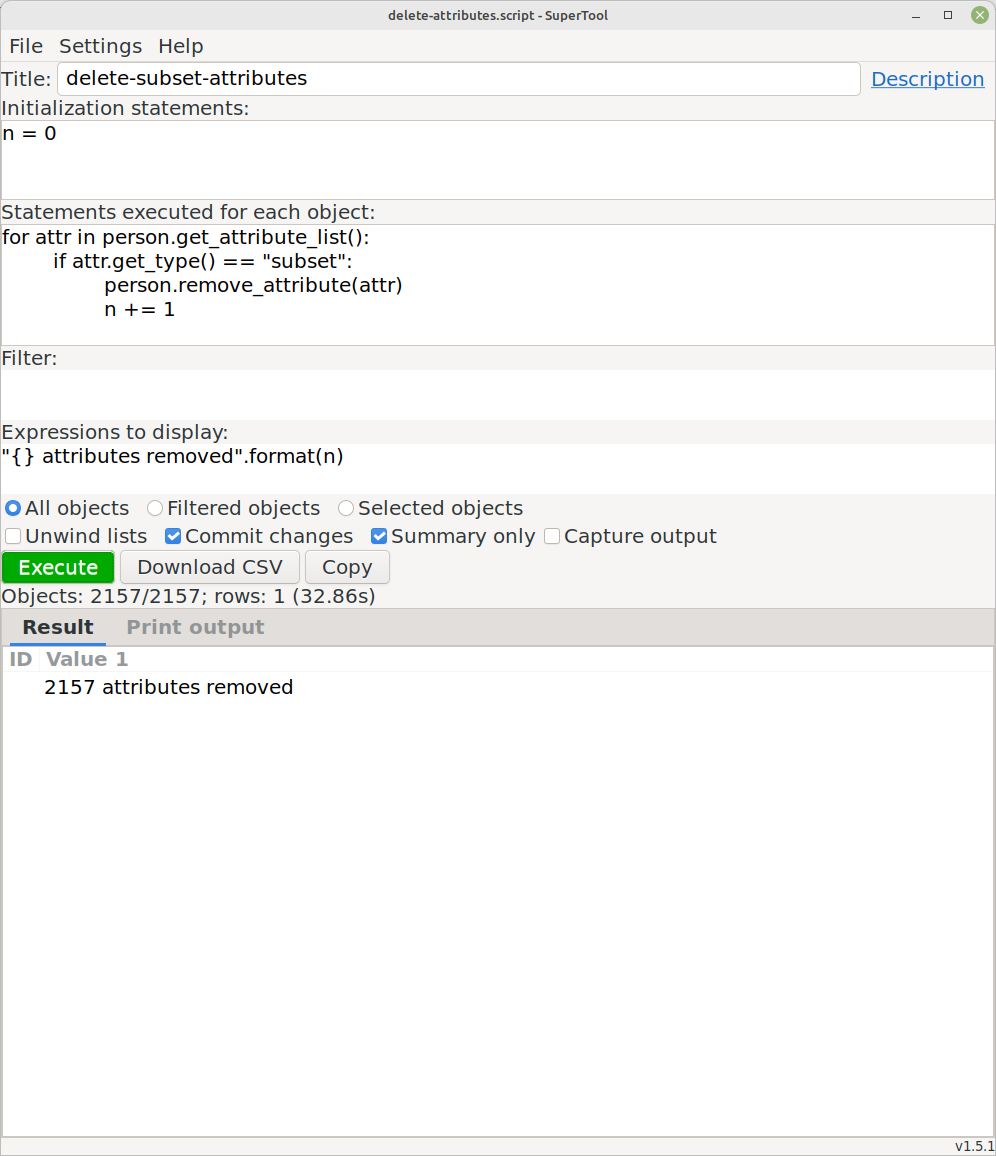 delete-attributes.script - SuperTool
File Settings Help
Title: delete-subset-attributes Description
Initialization statements:
n = 0
Statements executed for each object:
for attr in person.get_attribute_list():
if attr.get_type() == "subset":
person.remove_attribute(attr)
n += 1
Filter:
Expressions to display:
"{} attributes removed".format(n)
All objects Filtered objects Selected objects
Unwind lists Commit changes Summary only Capture output
Execute Download CSV Copy
Objects: 2157/2157; rows: 1 (32.86s)
Result Print output
ID Value 1
2157 attributes removed
v1.5.1